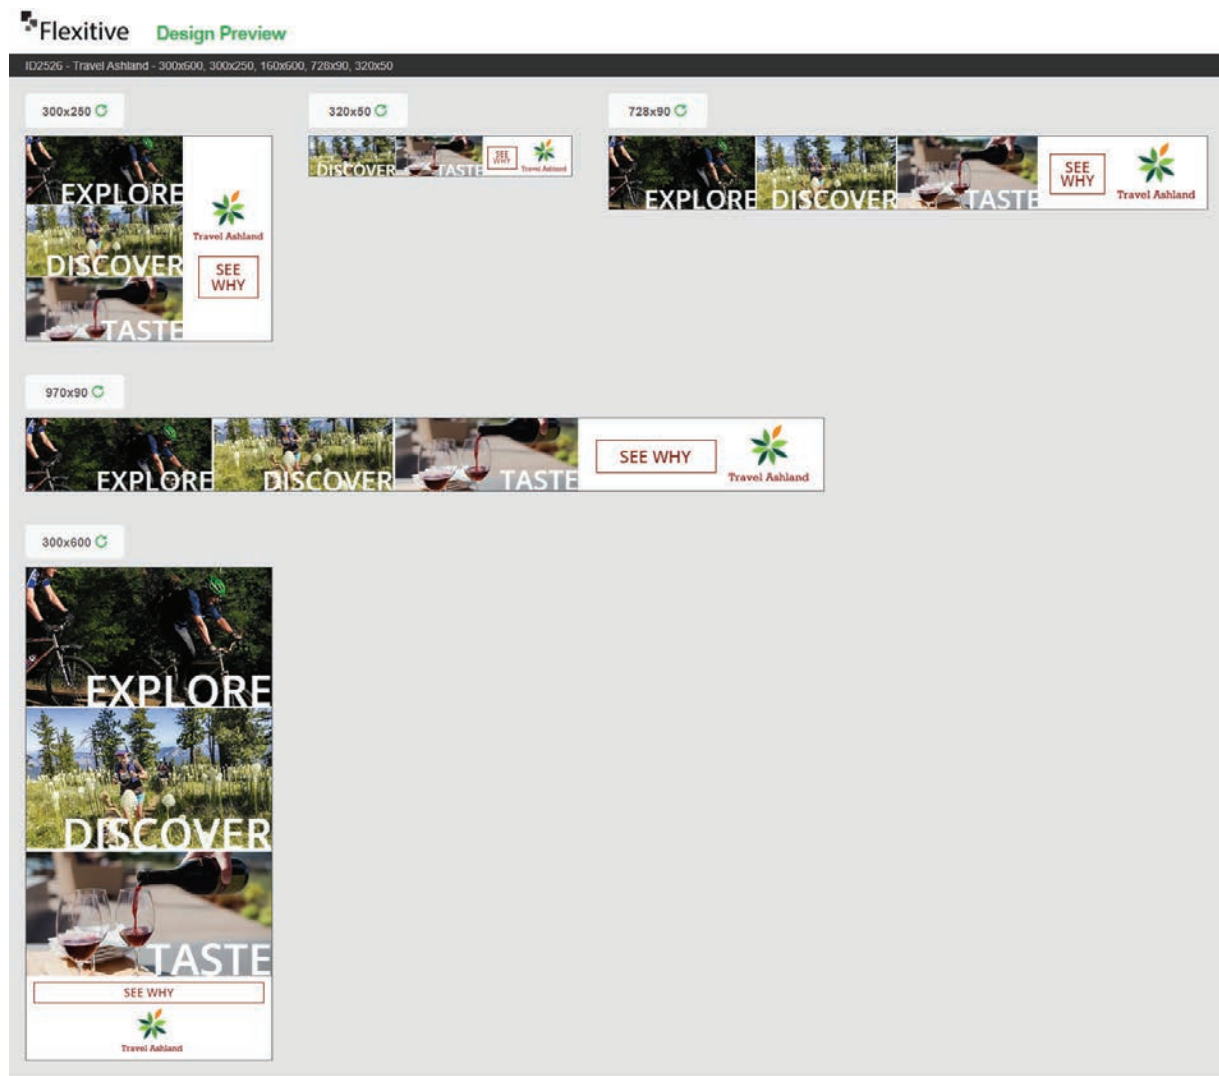 Flexitive Design Preview
ID2526 - Travel Ashland - 300x600, 300x250, 160x600, 728x90, 320x50
300x250
EXPLORE
DISCOVER
TASTE
Travel Ashland
SEE
WHY
320x50
DISCOVER
TASTE
SEE
WHY
Travel Ashland
728x90
EXPLORE
DISCOVER
TASTE
SEE
WHY
Travel Ashland
970x90
EXPLORE
DISCOVER
TASTE
SEE WHY
Travel Ashland
300x600
EXPLORE
DISCOVER
TASTE
SEE WHY
Travel Ashland